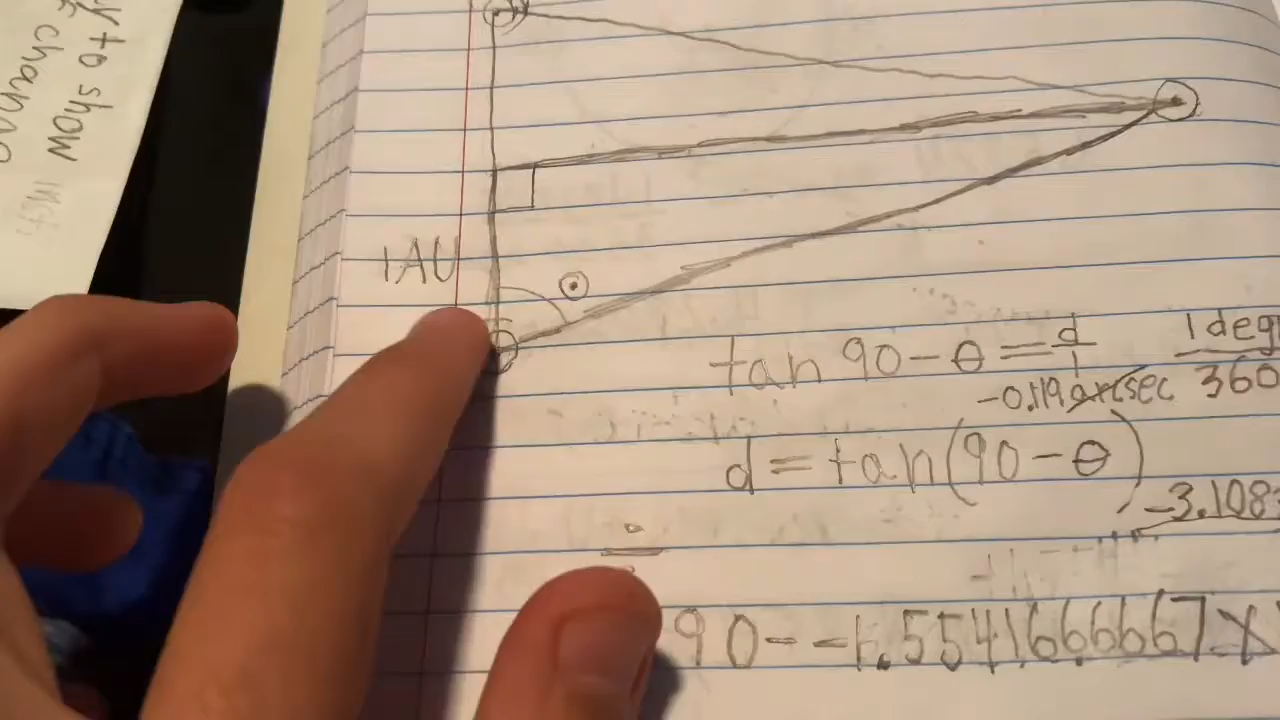 y to show inst.
& chang
1AU
tan 90 - θ = d/1
1 deg
360
-0.119 arcsec
d = tan(90 - θ)
-3.108
90 - -1.554166667 x